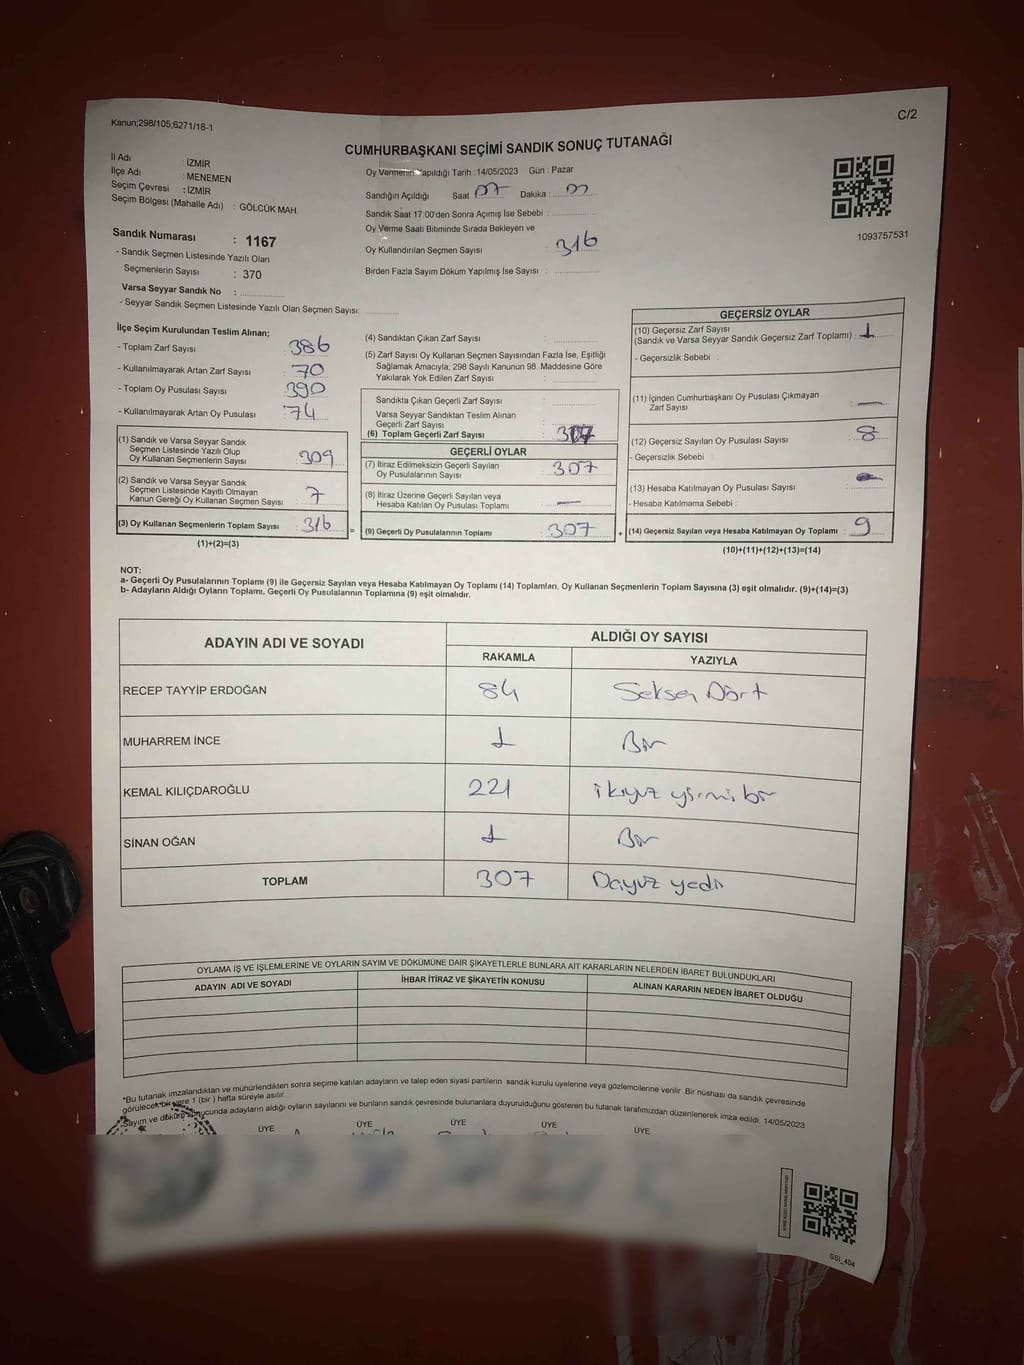 Kanun;298/105;6271/18-1
C/2
CUMHURBAŞKANI SEÇİMİ SANDIK SONUÇ TUTANAĞI
İl Adı : İZMİR
İlçe Adı : MENEMEN
Seçim Çevresi : İZMİR
Seçim Bölgesi (Mahalle Adı) : GÖLCÜK MAH.
Oy Vermenin Yapıldığı Tarih : 14/05/2023 Gün : Pazar
Sandığın Açıldığı Saat 07 Dakika :
Sandık Saat 17:00'den Sonra Açımış İse Sebebi :
Oy Verme Saati Bitiminde Sırada Bekleyen ve
Oy Kullandırılan Seçmen Sayısı : 316
Birden Fazla Sayım Döküm Yapılmış İse Sayısı :
1093757531
Sandık Numarası : 1167
- Sandık Seçmen Listesinde Yazılı Olan
Seçmenlerin Sayısı : 370
Varsa Seyyar Sandık No :
- Seyyar Sandık Seçmen Listesinde Yazılı Olan Seçmen Sayısı:
İlçe Seçim Kurulundan Teslim Alınan;
- Toplam Zarf Sayısı : 386
- Kullanılmayarak Artan Zarf Sayısı : 70
- Toplam Oy Pusulası Sayısı : 390
- Kullanılmayarak Artan Oy Pusulası : 74
(1) Sandık ve Varsa Seyyar Sandık
Seçmen Listesinde Yazılı Olup
Oy Kullanan Seçmenlerin Sayısı : 309
(2) Sandık ve Varsa Seyyar Sandık
Seçmen Listesinde Kayıtlı Olmayan
Kanun Gereği Oy Kullanan Seçmen Sayısı : 7
(3) Oy Kullanan Seçmenlerin Toplam Sayısı : 316
(1)+(2)=(3)
(4) Sandıktan Çıkan Zarf Sayısı :
(5) Zarf Sayısı Oy Kullanan Seçmen Sayısından Fazla İse, Eşitliği
Sağlamak Amacıyla; 298 Sayılı Kanunun 98. Maddesine Göre
Yakılarak Yok Edilen Zarf Sayısı :
Sandıkta Çıkan Geçerli Zarf Sayısı :
Varsa Seyyar Sandıktan Teslim Alınan
Geçerli Zarf Sayısı :
(6) Toplam Geçerli Zarf Sayısı : 307
GEÇERLİ OYLAR
(7) İtiraz Edilmeksizin Geçerli Sayılan
Oy Pusulalarının Sayısı : 307
(8) İtiraz Üzerine Geçerli Sayılan veya
Hesaba Katılan Oy Pusulaları Toplamı : —
= (9) Geçerli Oy Pusulalarının Toplamı : 307
GEÇERSİZ OYLAR
(10) Geçersiz Zarf Sayısı
(Sandık ve Varsa Seyyar Sandık Geçersiz Zarf Toplamı) : 1
- Geçersizlik Sebebi :
(11) İçinden Cumhurbaşkanı Oy Pusulası Çıkmayan
Zarf Sayısı : —
(12) Geçersiz Sayılan Oy Pusulası Sayısı : 8
- Geçersizlik Sebebi :
(13) Hesaba Katılmayan Oy Pusulası Sayısı : —
- Hesaba Katılmama Sebebi :
+ (14) Geçersiz Sayılan veya Hesaba Katılmayan Oy Toplamı : 9
(10)+(11)+(12)+(13)=(14)
NOT:
a- Geçerli Oy Pusulalarının Toplamı (9) ile Geçersiz Sayılan veya Hesaba Katılmayan Oy Toplamı (14) Toplamları, Oy Kullanan Seçmenlerin Toplam Sayısına (3) eşit olmalıdır. (9)+(14)=(3)
b- Adayların Aldığı Oyların Toplamı, Geçerli Oy Pusulalarının Toplamına (9) eşit olmalıdır.
ADAYIN ADI VE SOYADI ALDIĞI OY SAYISI
RAKAMLA YAZIYLA
RECEP TAYYİP ERDOĞAN 84 Seksen Dört
MUHARREM İNCE 1 Bir
KEMAL KILIÇDAROĞLU 221 ikiyüz yirmi bir
SİNAN OĞAN 1 Bir
TOPLAM 307 Üçyüz yedi
OYLAMA İŞ VE İŞLEMLERİNE VE OYLARIN SAYIM VE DÖKÜMÜNE DAİR ŞİKAYETLERLE BUNLARA AİT KARARLARIN NELERDEN İBARET BULUNDUKLARI
ADAYIN ADI VE SOYADI İHBAR İTİRAZ VE ŞİKAYETİN KONUSU ALINAN KARARIN NEDEN İBARET OLDUĞU
*Bu tutanak imzalandıktan ve mühürlendikten sonra seçime katılan adayların ve talep eden siyasi partilerin sandık kurulu üyelerine veya gözlemcilerine verilir. Bir nüshası da sandık çevresinde
görülecek bir yere 1 (bir ) hafta süreyle asılır.
Sayım ve döküm sonucunda adayların aldığı oyların sayılarını ve bunların sandık çevresinde bulunanlara duyurulduğunu gösteren bu tutanak tarafımızdan düzenlenerek imza edildi. 14/05/2023
ÜYE ÜYE ÜYE ÜYE ÜYE
SSI_404